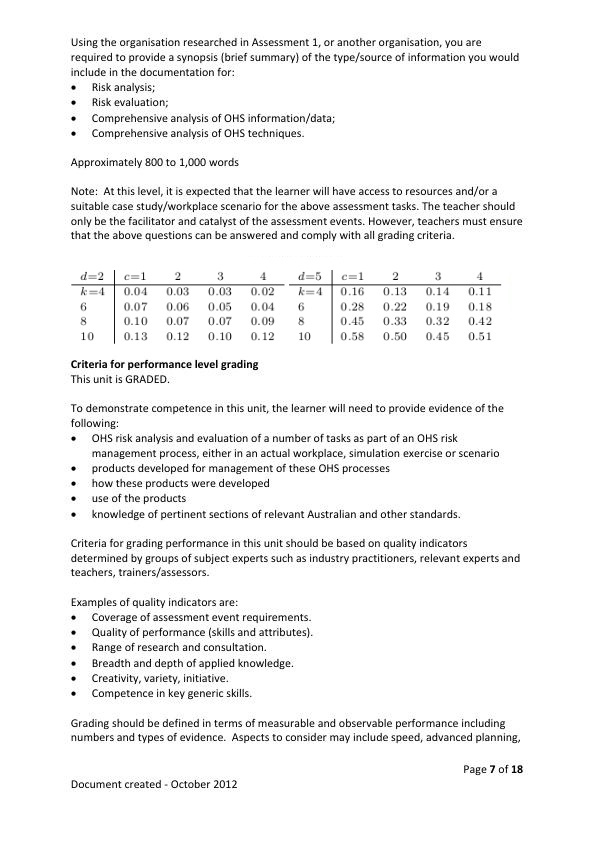 Using the organisation researched in Assessment 1, or another organisation, you are
required to provide a synopsis (brief summary) of the type/source of information you would
include in the documentation for:
• Risk analysis;
• Risk evaluation;
• Comprehensive analysis of OHS information/data;
• Comprehensive analysis of OHS techniques.
Approximately 800 to 1,000 words
Note:  At this level, it is expected that the learner will have access to resources and/or a
suitable case study/workplace scenario for the above assessment tasks. The teacher should
only be the facilitator and catalyst of the assessment events. However, teachers must ensure
that the above questions can be answered and comply with all grading criteria.
d=2 c=1 2 3 4 d=5 c=1 2 3 4
k=4 0.04 0.03 0.03 0.02 k=4 0.16 0.13 0.14 0.11
6 0.07 0.06 0.05 0.04 6 0.28 0.22 0.19 0.18
8 0.10 0.07 0.07 0.09 8 0.45 0.33 0.32 0.42
10 0.13 0.12 0.10 0.12 10 0.58 0.50 0.45 0.51
Criteria for performance level grading
This unit is GRADED.
To demonstrate competence in this unit, the learner will need to provide evidence of the
following:
• OHS risk analysis and evaluation of a number of tasks as part of an OHS risk
management process, either in an actual workplace, simulation exercise or scenario
• products developed for management of these OHS processes
• how these products were developed
• use of the products
• knowledge of pertinent sections of relevant Australian and other standards.
Criteria for grading performance in this unit should be based on quality indicators
determined by groups of subject experts such as industry practitioners, relevant experts and
teachers, trainers/assessors.
Examples of quality indicators are:
• Coverage of assessment event requirements.
• Quality of performance (skills and attributes).
• Range of research and consultation.
• Breadth and depth of applied knowledge.
• Creativity, variety, initiative.
• Competence in key generic skills.
Grading should be defined in terms of measurable and observable performance including
numbers and types of evidence.  Aspects to consider may include speed, advanced planning,
Page 7 of 18
Document created - October 2012